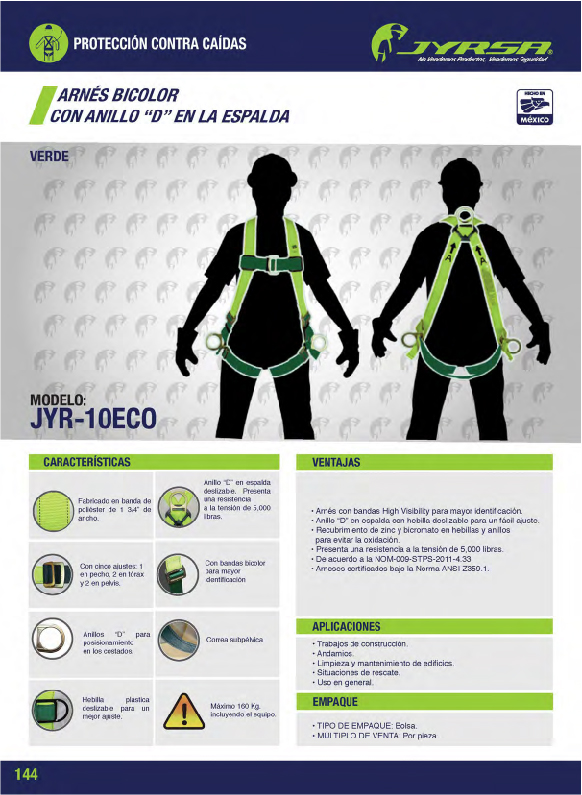 PROTECCIÓN CONTRA CAÍDAS
JYRSA®
No Vendemos Productos, Vendemos Seguridad
ARNÉS BICOLOR
CON ANILLO “D” EN LA ESPALDA
HECHO EN
MÉXICO
VERDE
MODELO:
JYR-10ECO
CARACTERÍSTICAS
Fabricado en banda de
poliéster de 1 3/4" de
ancho.
Anillo “D” en espalda
deslizable. Presenta
una resistencia
a la tensión de 5,000
libras.
Con cinco ajustes: 1
en pecho, 2 en tórax
y 2 en pelvis.
Con bandas bicolor
para mayor
identificación
Anillos “D” para
posicionamiento
en los costados.
Correa subpélvica
Hebilla plastica
deslizable para un
mejor ajuste.
Máximo 160 Kg.
incluyendo el equipo.
VENTAJAS
• Arnés con bandas High Visibility para mayor identificación.
• Anillo “D” en espalda con hebilla deslizable para un fácil ajuste.
• Recubrimiento de zinc y bicromato en hebillas y anillos
para evitar la oxidación.
• Presenta una resistencia a la tensión de 5,000 libras.
• De acuerdo a la NOM-009-STPS-2011-4.33
• Arneses certificados bajo la Norma ANSI Z359.1.
APLICACIONES
• Trabajos de construcción.
• Andamios.
• Limpieza y mantenimiento de edificios.
• Situaciones de rescate.
• Uso en general.
EMPAQUE
• TIPO DE EMPAQUE: Bolsa.
• MULTIPLO DE VENTA: Por pieza
144